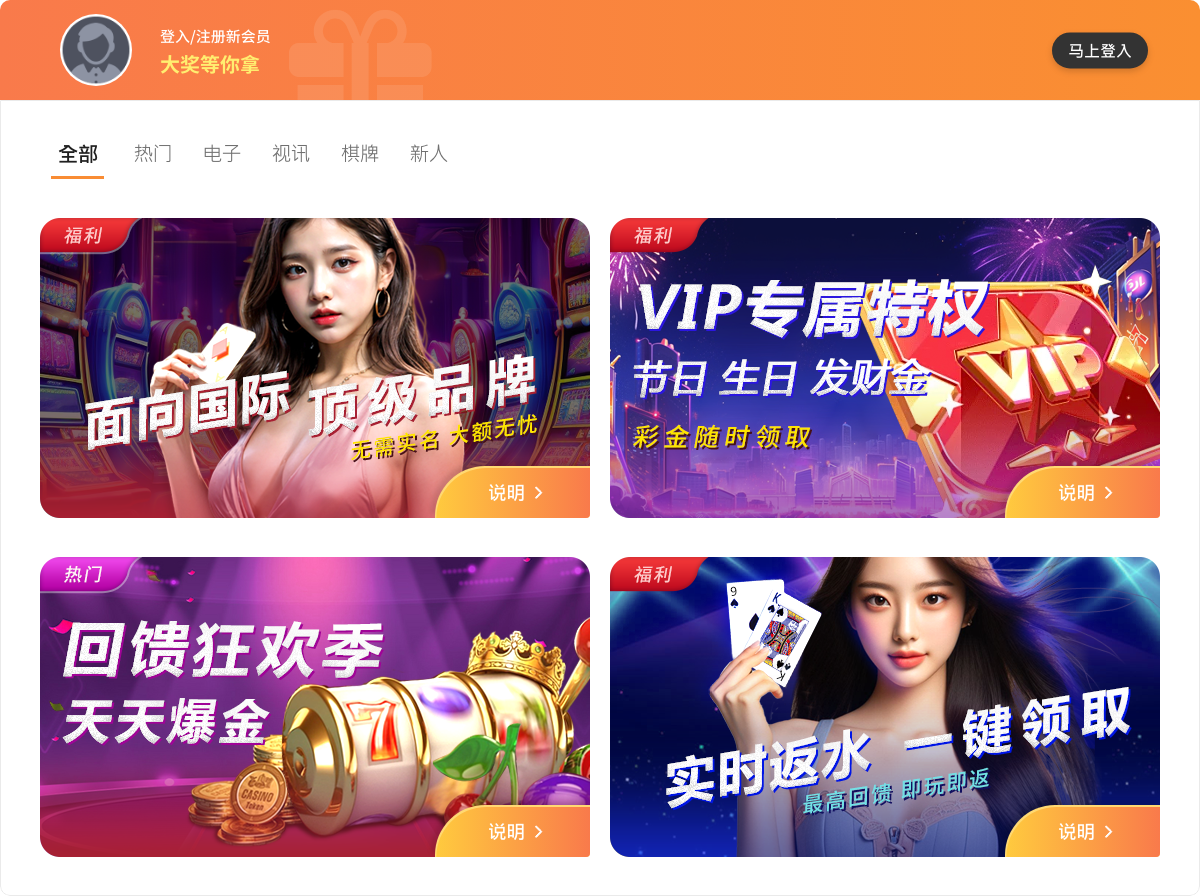 登入/注册新会员
大奖等你拿
马上登入
全部 热门 电子 视讯 棋牌 新人
福利
面向国际 顶级品牌
无需实名 大额无忧
说明
福利
VIP专属特权
节日 生日 发财金
彩金随时领取
VIP
说明
热门
回馈狂欢季
天天爆金
7
CASINO
Token
说明
福利
9
K
K
实时返水 一键领取
最高回馈 即玩即返
说明